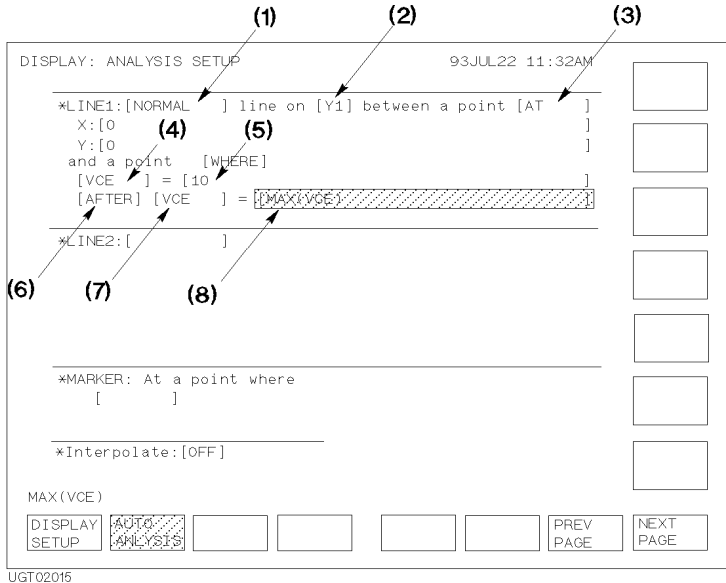 (1) (2) (3)
DISPLAY: ANALYSIS SETUP 93JUL22 11:32AM
*LINE1:[NORMAL ] line on [Y1] between a point [AT ]
X:[0 ]
(4) (5)
Y:[0 ]
and a point [WHERE]
[VCE ] = [10 ]
[AFTER] [VCE ] = [MAX(VCE) ]
*LINE2:[ ]
(6) (7) (8)
*MARKER: At a point where
[ ]
*Interpolate:[OFF]
MAX(VCE)
DISPLAY SETUP
AUTO ANLYSIS
PREV PAGE
NEXT PAGE
UGT02015